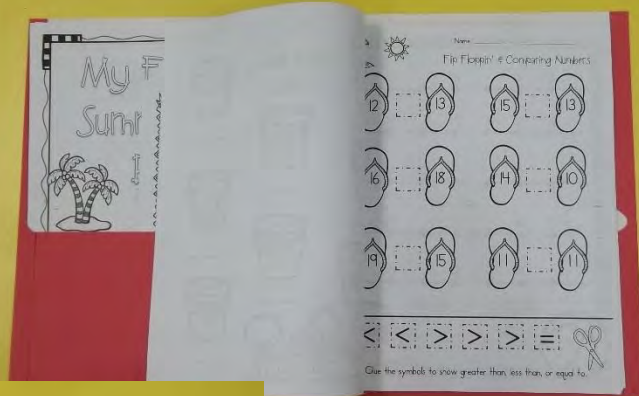 My F
Sum
Name
Flip Floppin' & Comparing Numbers
12 13 15 13
16 18 14 10
19 15 11 11
< < > > > =
Glue the symbols to show greater than, less than, or equal to.